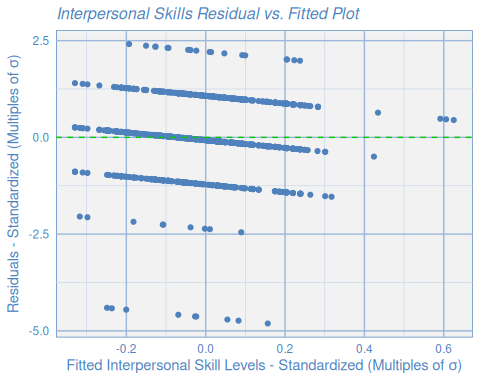 Interpersonal Skills Residual vs. Fitted Plot
Residuals - Standardized (Multiples of σ)
2.5
0.0
-2.5
-5.0
-0.2 0.0 0.2 0.4 0.6
Fitted Interpersonal Skill Levels - Standardized (Multiples of σ)